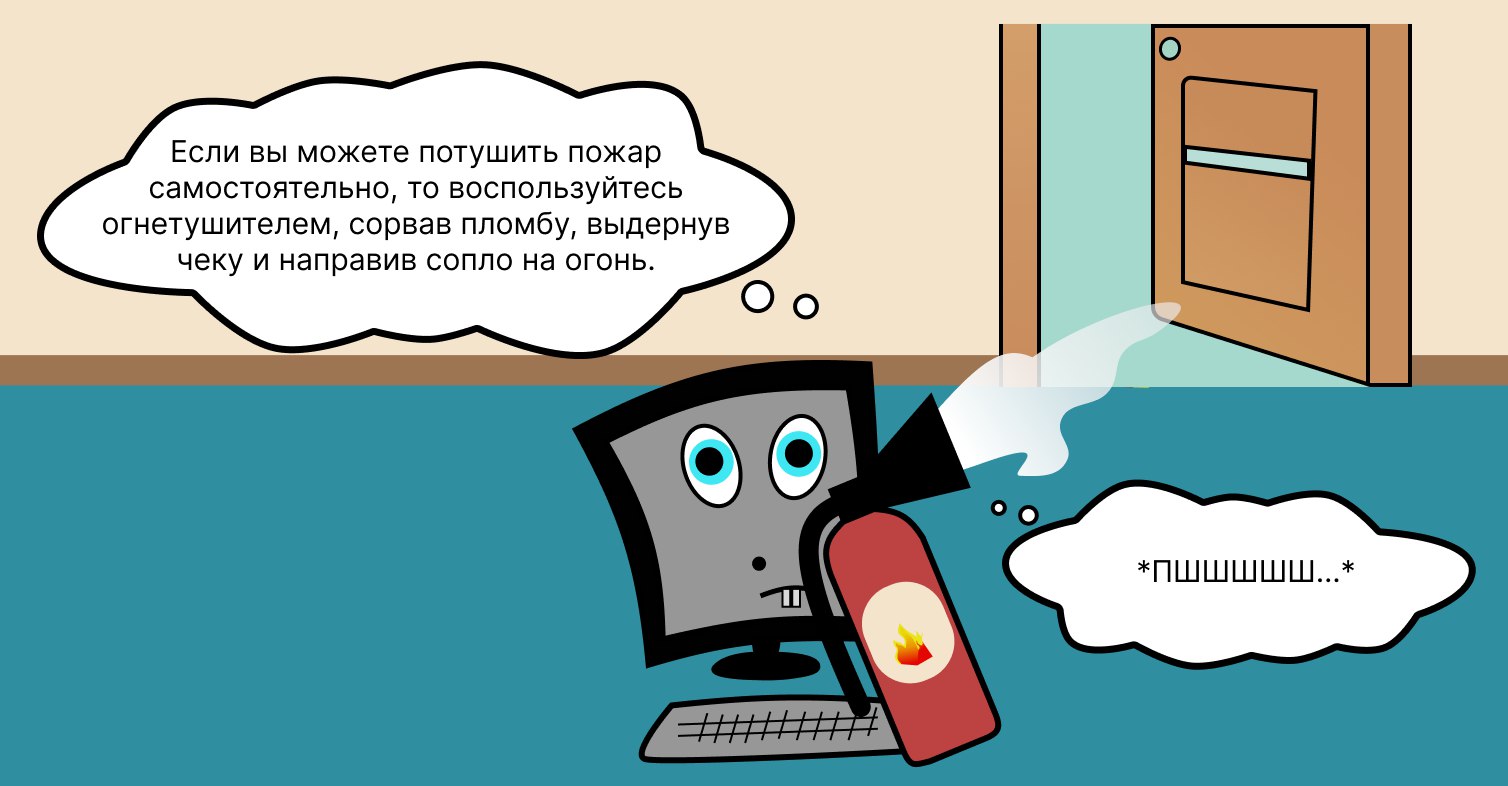 Если вы можете потушить пожар
самостоятельно, то воспользуйтесь
огнетушителем, сорвав пломбу, выдернув
чеку и направив сопло на огонь.
*ПШШШШШ...*